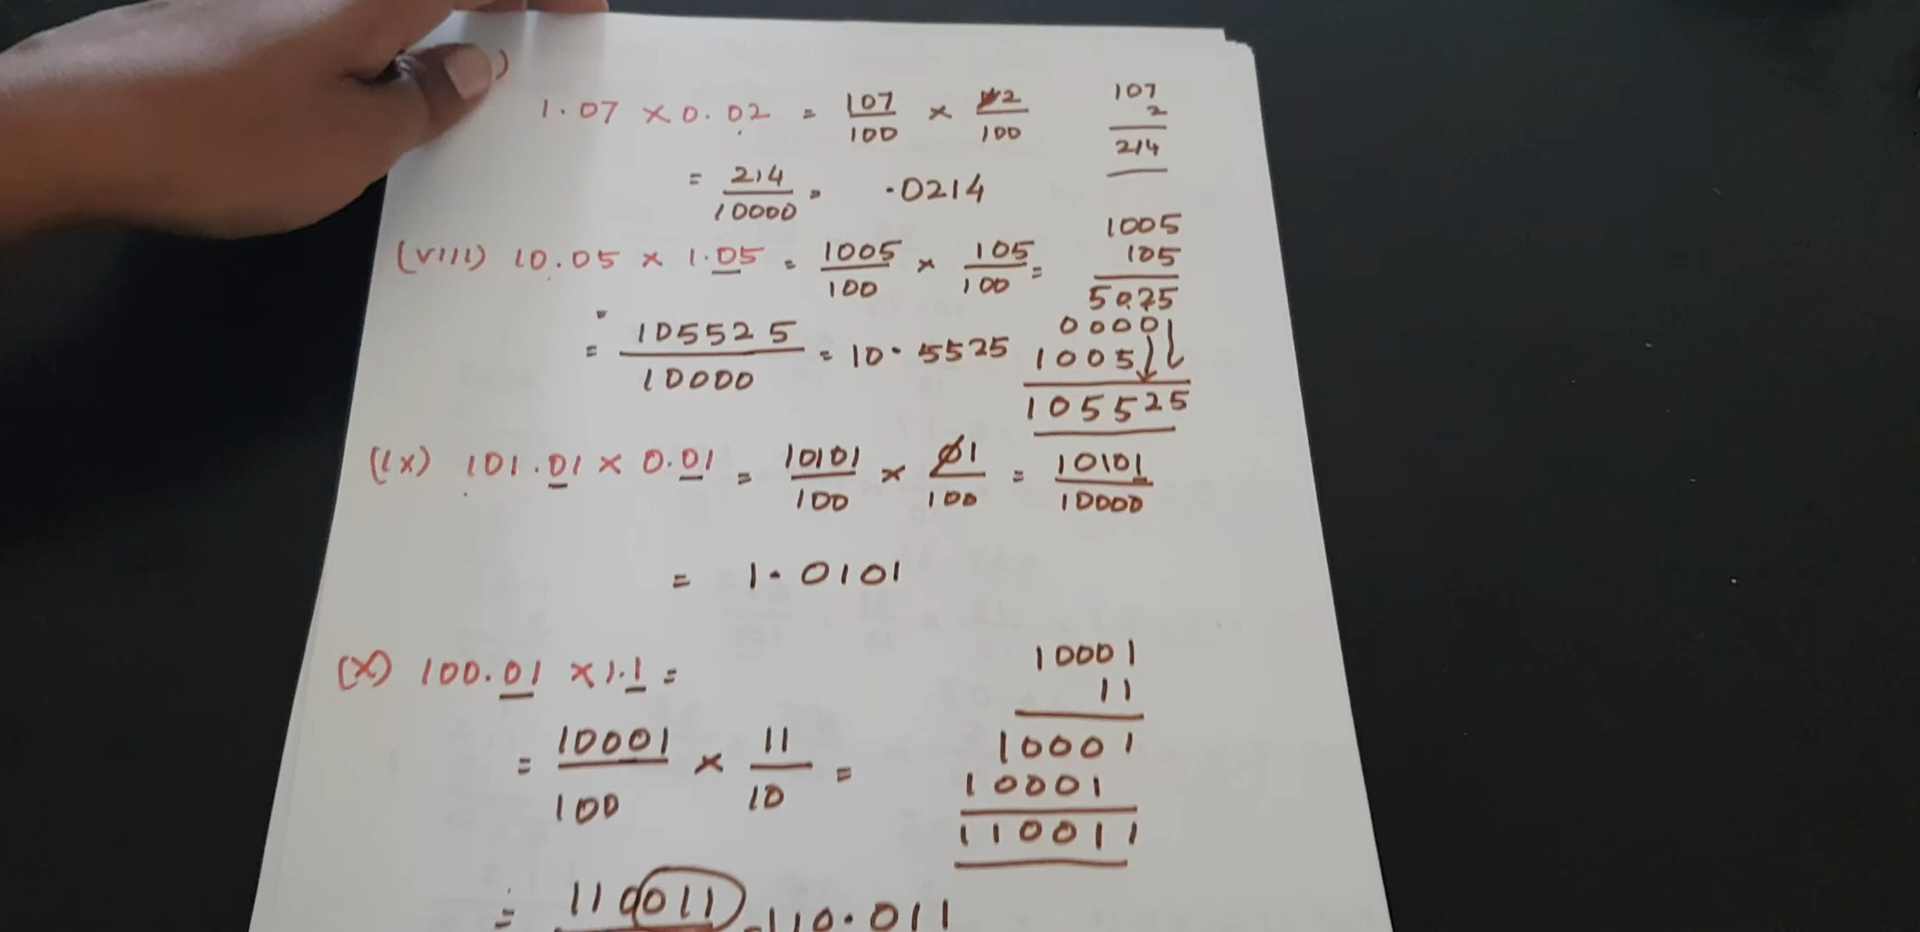 )
1.07 × 0.02 = 107/100 × 2/100
107
2
214
= 214/10000 = .0214
(viii) 10.05 × 1.05 = 1005/100 × 105/100 =
1005
105
5025
0000
1005
105525
=
= 105525/10000 = 10.5525
(ix) 101.01 × 0.01 = 10101/100 × 01/100 = 10101/10000
= 1.0101
(x) 100.01 × 1.1 =
10001
11
10001
10001
110011
= 10001/100 × 11/10 =
= 110011 = 110.011